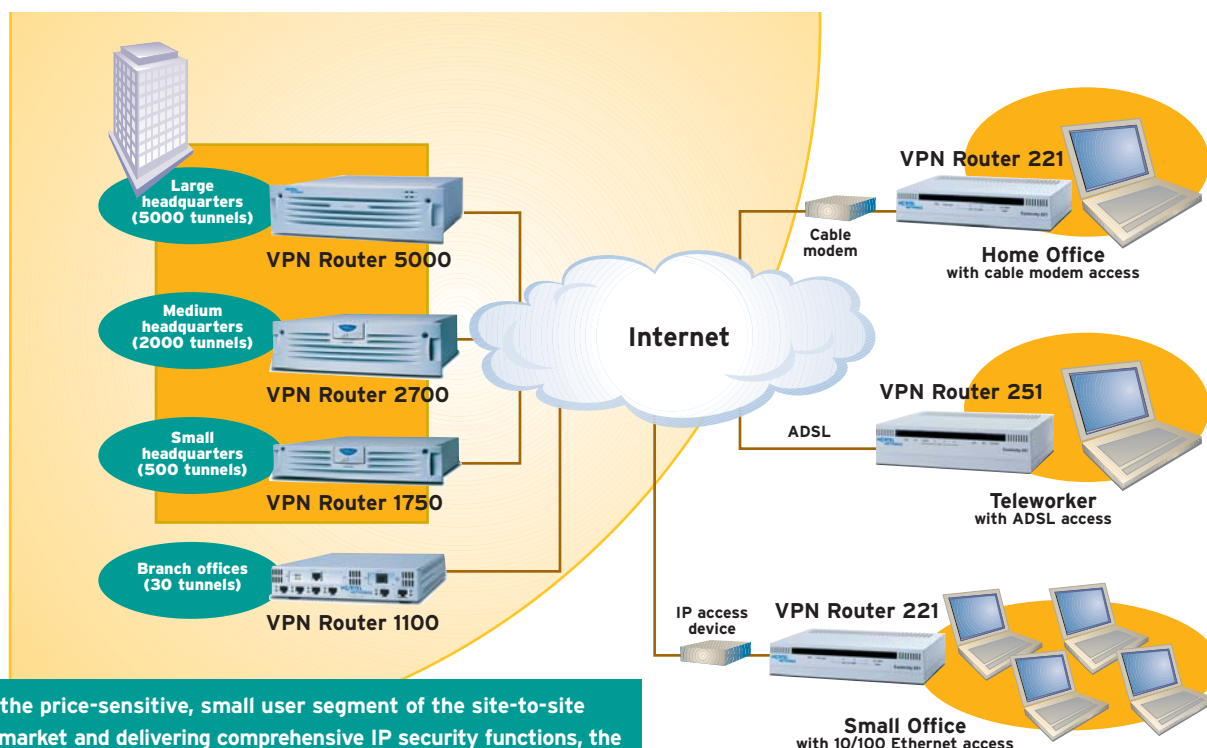 Large
headquarters
(5000 tunnels)
VPN Router 5000
Medium
headquarters
(2000 tunnels)
VPN Router 2700
Small
headquarters
(500 tunnels)
VPN Router 1750
Branch offices
(30 tunnels)
VPN Router 1100
Internet
VPN Router 221
Cable
modem
Home Office
with cable modem access
VPN Router 251
ADSL
Teleworker
with ADSL access
IP access
device
VPN Router 221
Small Office
with 10/100 Ethernet access
the price-sensitive, small user segment of the site-to-site
market and delivering comprehensive IP security functions, the